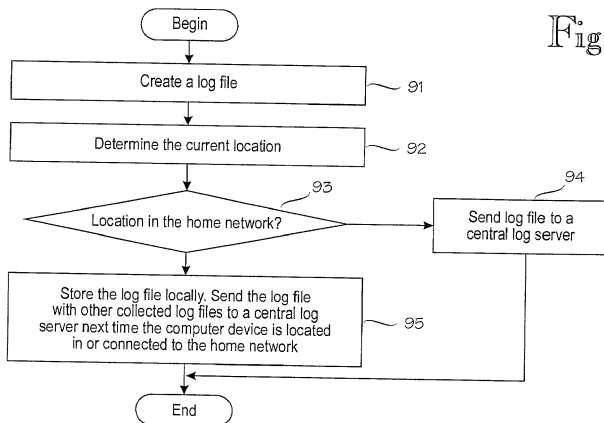 Begin
Fig
Create a log file
91
Determine the current location
92
93
Location in the home network?
94
Send log file to a
central log server
Store the log file locally. Send the log file
with other collected log files to a central log
server next time the computer device is located
in or connected to the home network
95
End